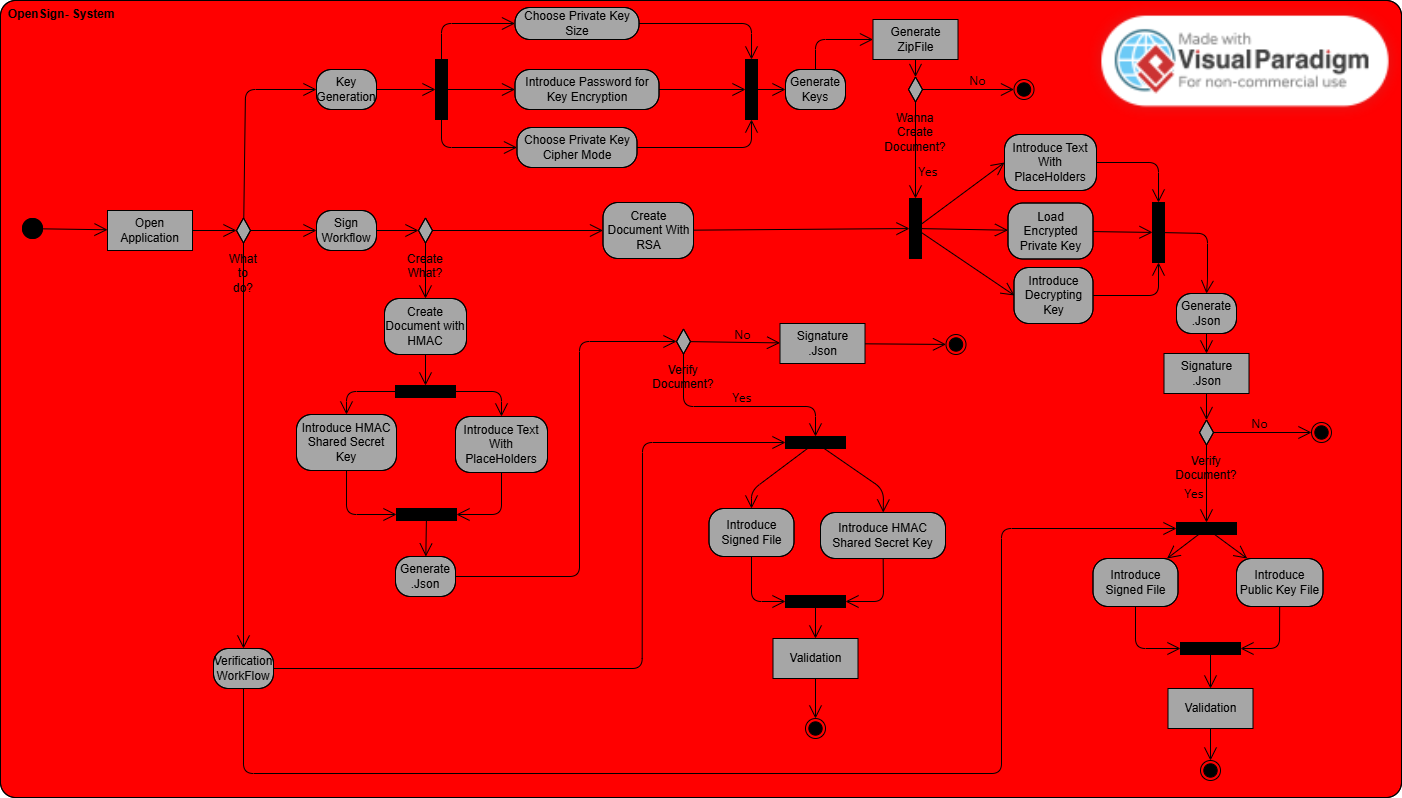 OpenSign- System
Made with
Visual Paradigm
For non-commercial use
Choose Private Key
Size
Key
Generation
Introduce Password for
Key Encryption
Choose Private Key
Cipher Mode
Generate
Keys
Generate
ZipFile
No
Wanna
Create
Document?
Yes
Open
Application
What
to
do?
Sign
Workflow
Create
What?
Create
Document With
RSA
Introduce Text
With
PlaceHolders
Load
Encrypted
Private Key
Introduce
Decrypting
Key
Generate
.Json
Signature
.Json
No
Verify
Document?
Yes
Create
Document with
HMAC
Introduce HMAC
Shared Secret
Key
Introduce Text
With
PlaceHolders
Generate
.Json
Verify
Document?
No
Signature
.Json
Yes
Introduce
Signed File
Introduce HMAC
Shared Secret Key
Validation
Introduce
Signed File
Introduce
Public Key File
Validation
Verification
WorkFlow